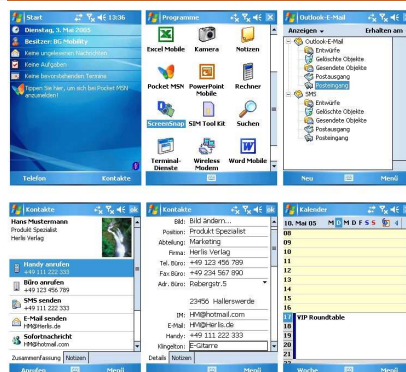 Start 13:36
Dienstag, 3. Mai 2005
Besitzer: BG Mobility
Keine ungelesenen Nachrichten
Keine Aufgaben
Keine bevorstehenden Termine
Tippen Sie hier, um sich bei Pocket MSN anzumelden!
Telefon Kontakte
Programme
Excel Mobile Kamera Notizen
Pocket MSN PowerPoint Mobile Rechner
ScreenSnap SIM Tool Kit Suchen
Terminal-Dienste Wireless Modem Word Mobile
Outlook-E-Mail
Anzeigen Erhalten am
Outlook-E-Mail
Entwürfe
Gelöschte Objekte
Gesendete Objekte
Postausgang
Posteingang
SMS
Entwürfe
Gelöschte Objekte
Gesendete Objekte
Postausgang
Posteingang
Neu Menü
Kontakte ok
Hans Mustermann
Produkt Spezialist
Herlis Verlag
Handy anrufen
+49 111 222 333
Büro anrufen
+49 123 456 789
SMS senden
+49 111 222 333
E-Mail senden
HM@Herlis.de
Sofortnachricht
HM@hotmail.com
Zusammenfassung Notizen
Anrufen Menü
Kontakte ok
Bild: Bild ändern...
Position: Produkt Spezialist
Abteilung: Marketing
Firma: Herlis Verlag
Tel. Büro: +49 123 456 789
Fax Büro: +49 234 567 890
Adr. Büro: Rebergstr.5
23456 Hallerswerde
IM: HM@hotmail.com
E-Mail: HM@Herlis.de
Handy: +49 111 222 333
Klingelton: E-Gitarre
Details Notizen
Menü
Kalender
10. Mai 05 M D M D F S S
08
09
10
11
12
13
14
15
16
17 VIP Roundtable
18
19
20
21
Woche Menü